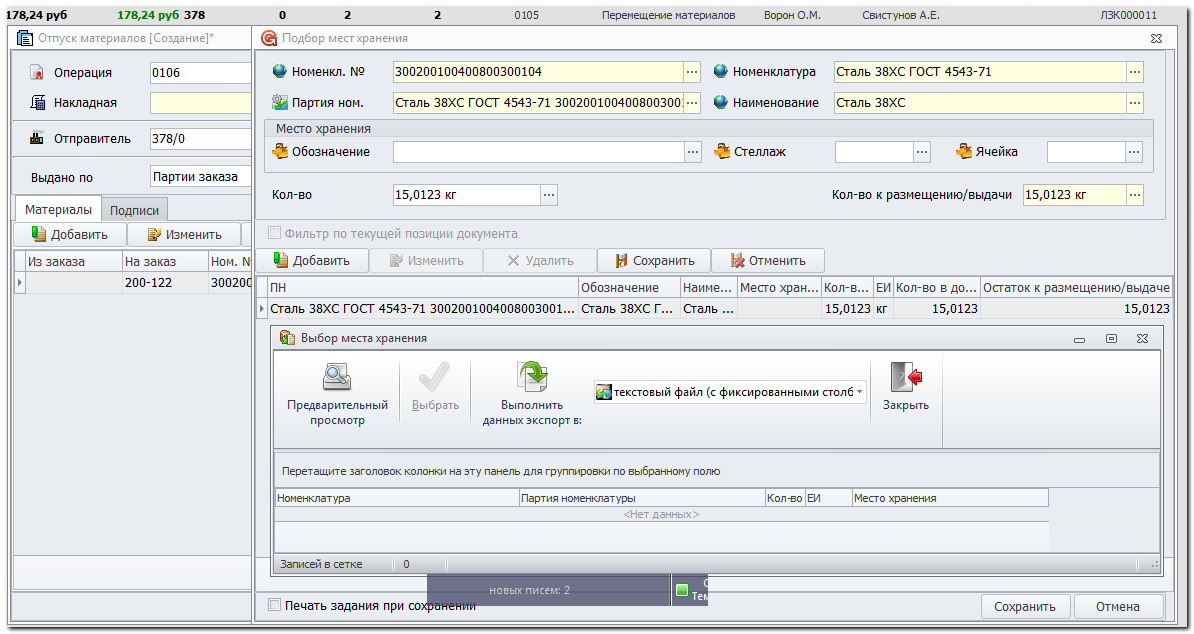 178,24 руб 178,24 руб 378 0 2 2 0105 Перемещение материалов Ворон О.М. Свистунов А.Е. ЛЗК000011
Отпуск материалов [Создание]*
Операция 0106
Накладная
Отправитель 378/0
Выдано по Партии заказа
Материалы Подписи
Добавить Изменить
Из заказа На заказ Ном. №
200-122 300200
Подбор мест хранения
Номенкл. № 300200100400800300104 Номенклатура Сталь 38ХС ГОСТ 4543-71
Партия ном. Сталь 38ХС ГОСТ 4543-71 300200100400800300: Наименование Сталь 38ХС
Место хранения
Обозначение Стеллаж Ячейка
Кол-во 15,0123 кг Кол-во к размещению/выдачи 15,0123 кг
Фильтр по текущей позиции документа
Добавить Изменить Удалить Сохранить Отменить
ПН Обозначение Наиме... Место хран... Кол-в... ЕИ Кол-во в до... Остаток к размещению/выдаче
Сталь 38ХС ГОСТ 4543-71 3002001004008003001... Сталь 38ХС Г... Сталь ... 15,0123 кг 15,0123 15,0123
Выбор места хранения
Предварительный просмотр
Выбрать
Выполнить данных экспорт в:
текстовый файл (с фиксированными столб
Закрыть
Перетащите заголовок колонки на эту панель для группировки по выбранному полю
Номенклатура Партия номенклатуры Кол-во ЕИ Место хранения
<Нет данных>
Записей в сетке 0
новых писем: 2
Тем
Печать задания при сохранении
Сохранить Отмена